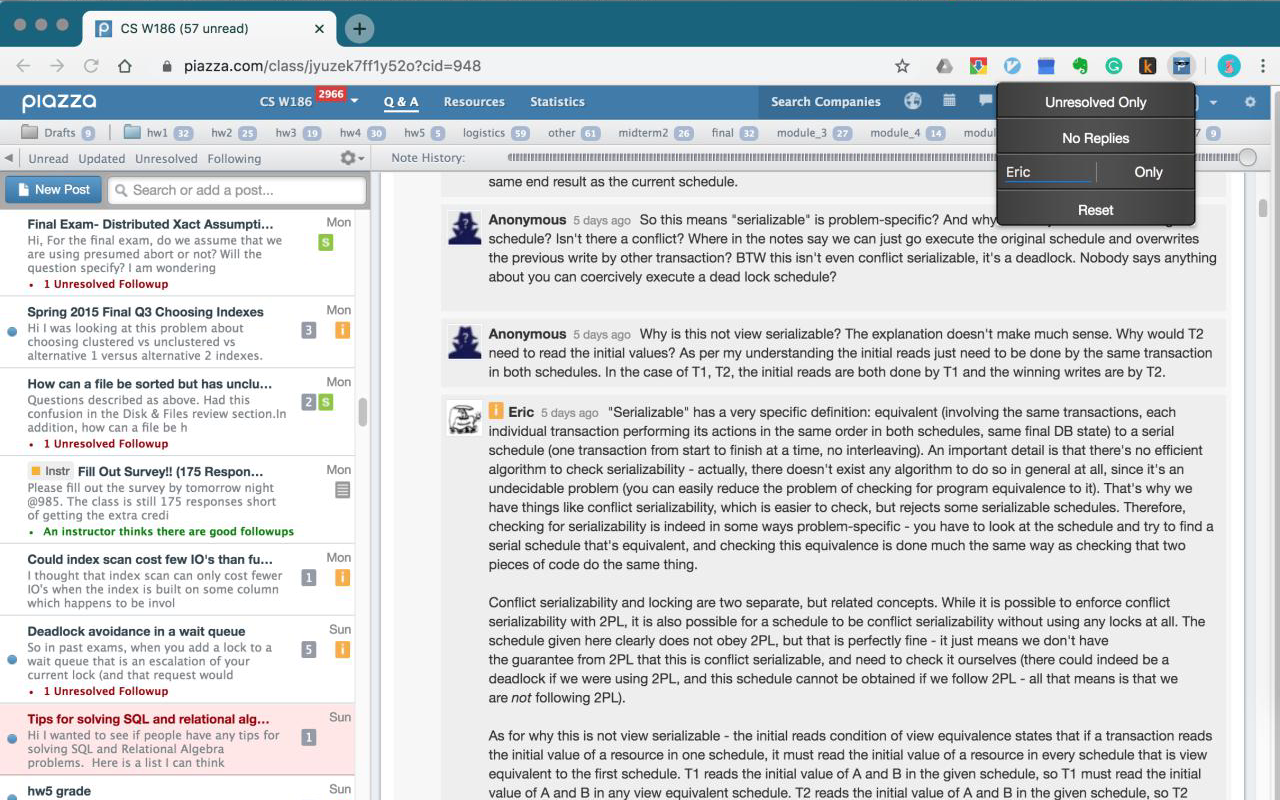 CS W186 (57 unread)
piazza.com/class/jyuzek7ff1y52o?cid=948
piazza
CS W186 2966
Q & A
Resources
Statistics
Search Companies
Unresolved Only
No Replies
Eric
Only
Reset
Drafts 9
hw1 32
hw2 25
hw3 19
hw4 30
hw5 5
logistics 59
other 61
midterm2 26
final 32
module_3 27
module_4 14
7 9
Unread Updated Unresolved Following
Note History:
New Post
Search or add a post...
Final Exam- Distributed Xact Assumpti... Mon
Hi, For the final exam, do we assume that we
are using presumed abort or not? Will the
question specify? I am wondering
S
• 1 Unresolved Followup
Spring 2015 Final Q3 Choosing Indexes Mon
Hi I was looking at this problem about
choosing clustered vs unclustered vs
alternative 1 versus alternative 2 indexes.
3 i
How can a file be sorted but has unclu... Mon
Questions described as above. Had this
confusion in the Disk & Files review section.In
addition, how can a file be h
2 S
• 1 Unresolved Followup
Instr Fill Out Survey!! (175 Respon... Mon
Please fill out the survey by tomorrow night
@985. The class is still 175 responses short
of getting the extra credi
• An instructor thinks there are good followups
Could index scan cost few IO's than fu... Mon
I thought that index scan can only cost fewer
IO's when the index is built on some column
which happens to be invol
1 i
Deadlock avoidance in a wait queue Sun
So in past exams, when you add a lock to a
wait queue that is an escalation of your
current lock (and that request would
5 i
• 1 Unresolved Followup
Tips for solving SQL and relational alg... Sun
Hi I wanted to see if people have any tips for
solving SQL and Relational Algebra
problems. Here is a list I can think
1
hw5 grade Sun
same end result as the current schedule.
Anonymous 5 days ago So this means "serializable" is problem-specific? And why
schedule? Isn't there a conflict? Where in the notes say we can just go execute the original schedule and overwrites
the previous write by other transaction? BTW this isn't even conflict serializable, it's a deadlock. Nobody says anything
about you can coercively execute a dead lock schedule?
Anonymous 5 days ago Why is this not view serializable? The explanation doesn't make much sense. Why would T2
need to read the initial values? As per my understanding the initial reads just need to be done by the same transaction
in both schedules. In the case of T1, T2, the initial reads are both done by T1 and the winning writes are by T2.
i Eric 5 days ago "Serializable" has a very specific definition: equivalent (involving the same transactions, each
individual transaction performing its actions in the same order in both schedules, same final DB state) to a serial
schedule (one transaction from start to finish at a time, no interleaving). An important detail is that there's no efficient
algorithm to check serializability - actually, there doesn't exist any algorithm to do so in general at all, since it's an
undecidable problem (you can easily reduce the problem of checking for program equivalence to it). That's why we
have things like conflict serializability, which is easier to check, but rejects some serializable schedules. Therefore,
checking for serializability is indeed in some ways problem-specific - you have to look at the schedule and try to find a
serial schedule that's equivalent, and checking this equivalence is done much the same way as checking that two
pieces of code do the same thing.
Conflict serializability and locking are two separate, but related concepts. While it is possible to enforce conflict
serializability with 2PL, it is also possible for a schedule to be conflict serializability without using any locks at all. The
schedule given here clearly does not obey 2PL, but that is perfectly fine - it just means we don't have
the guarantee from 2PL that this is conflict serializable, and need to check it ourselves (there could indeed be a
deadlock if we were using 2PL, and this schedule cannot be obtained if we follow 2PL - all that means is that we
are not following 2PL).
As for why this is not view serializable - the initial reads condition of view equivalence states that if a transaction reads
the initial value of a resource in one schedule, it must read the initial value of a resource in every schedule that is view
equivalent to the first schedule. T1 reads the initial value of A and B in the given schedule, so T1 must read the initial
value of A and B in any view equivalent schedule. T2 reads the initial value of A and B in the given schedule, so T2